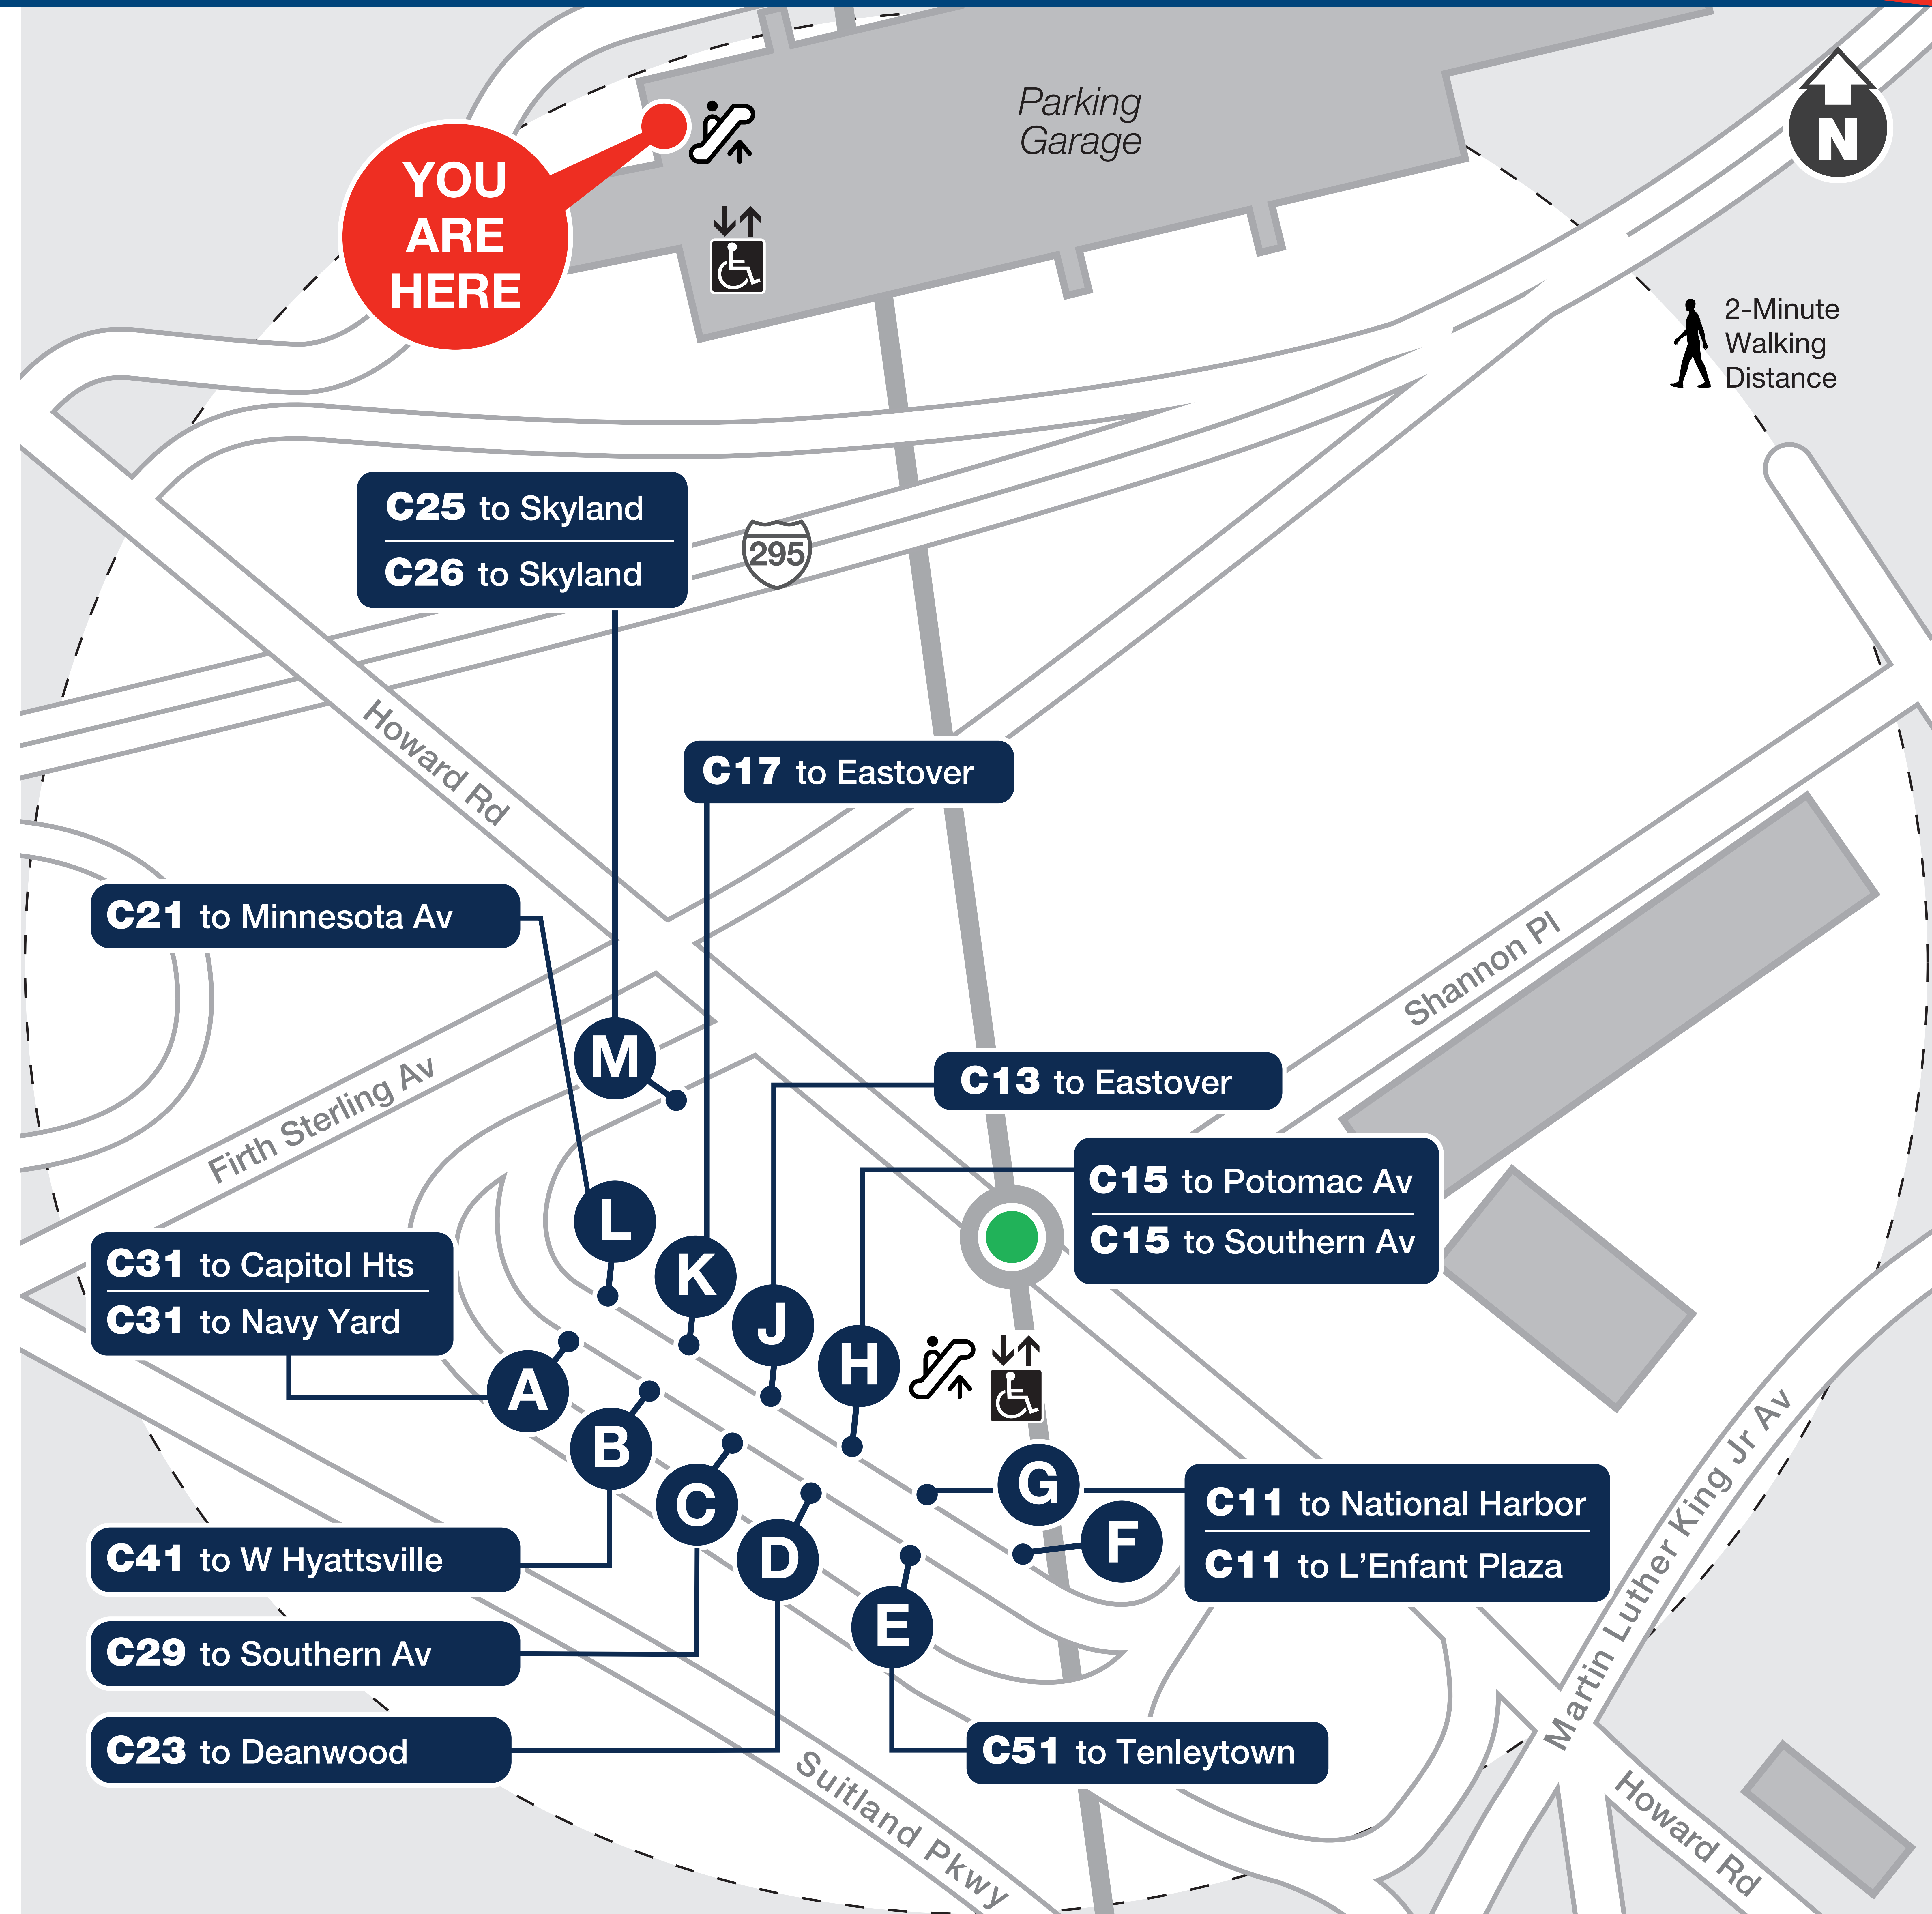 Parking
Garage
N
YOU
ARE
HERE
2-Minute
Walking
Distance
C25 to Skyland
C26 to Skyland
295
Howard Rd
C17 to Eastover
C21 to Minnesota Av
Shannon Pl
M
C13 to Eastover
Firth Sterling Av
C15 to Potomac Av
C15 to Southern Av
L
K
J
H
C31 to Capitol Hts
C31 to Navy Yard
A
B
C
D
E
G
F
C11 to National Harbor
C11 to L'Enfant Plaza
Martin Luther King Jr Av
C41 to W Hyattsville
C29 to Southern Av
C23 to Deanwood
C51 to Tenleytown
Suitland Pkwy
Howard Rd